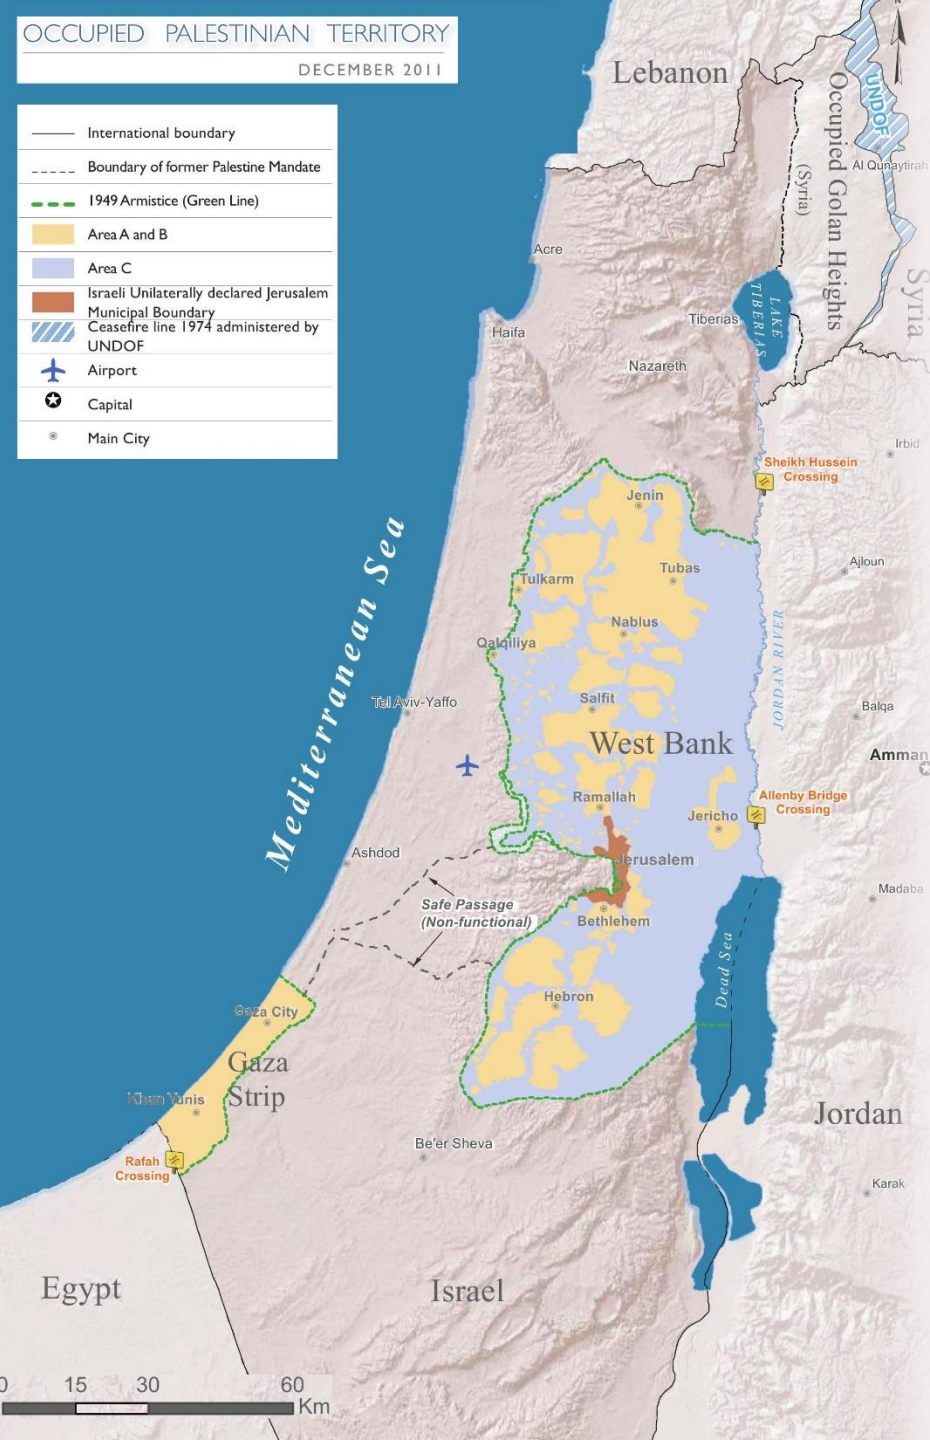 OCCUPIED PALESTINIAN TERRITORY
DECEMBER 2011
International boundary
Boundary of former Palestine Mandate
1949 Armistice (Green Line)
Area A and B
Area C
Israeli Unilaterally declared Jerusalem
Municipal Boundary
Ceasefire line 1974 administered by
UNDOF
Airport
Capital
Main City
N
Lebanon
UNDOF
Occupied Golan Heights
(Syria)
Al Qunaytirah
Syria
Acre
Haifa
Tiberias
LAKE
TIBERIAS
Nazareth
Irbid
Sheikh Hussein
Crossing
Jenin
Mediterranean Sea
Ajloun
Tubas
Tulkarm
Nablus
Qalqiliya
JORDAN RIVER
Salfit
Tel Aviv-Yaffo
Balqa
West Bank
Amman
Ramallah
Allenby Bridge
Crossing
Jericho
Ashdod
Jerusalem
Madaba
Safe Passage
(Non-functional)
Bethlehem
Dead Sea
Hebron
Gaza City
Gaza
Strip
Khan Yunis
Jordan
Be'er Sheva
Rafah
Crossing
Karak
Egypt
Israel
0 15 30 60
Km